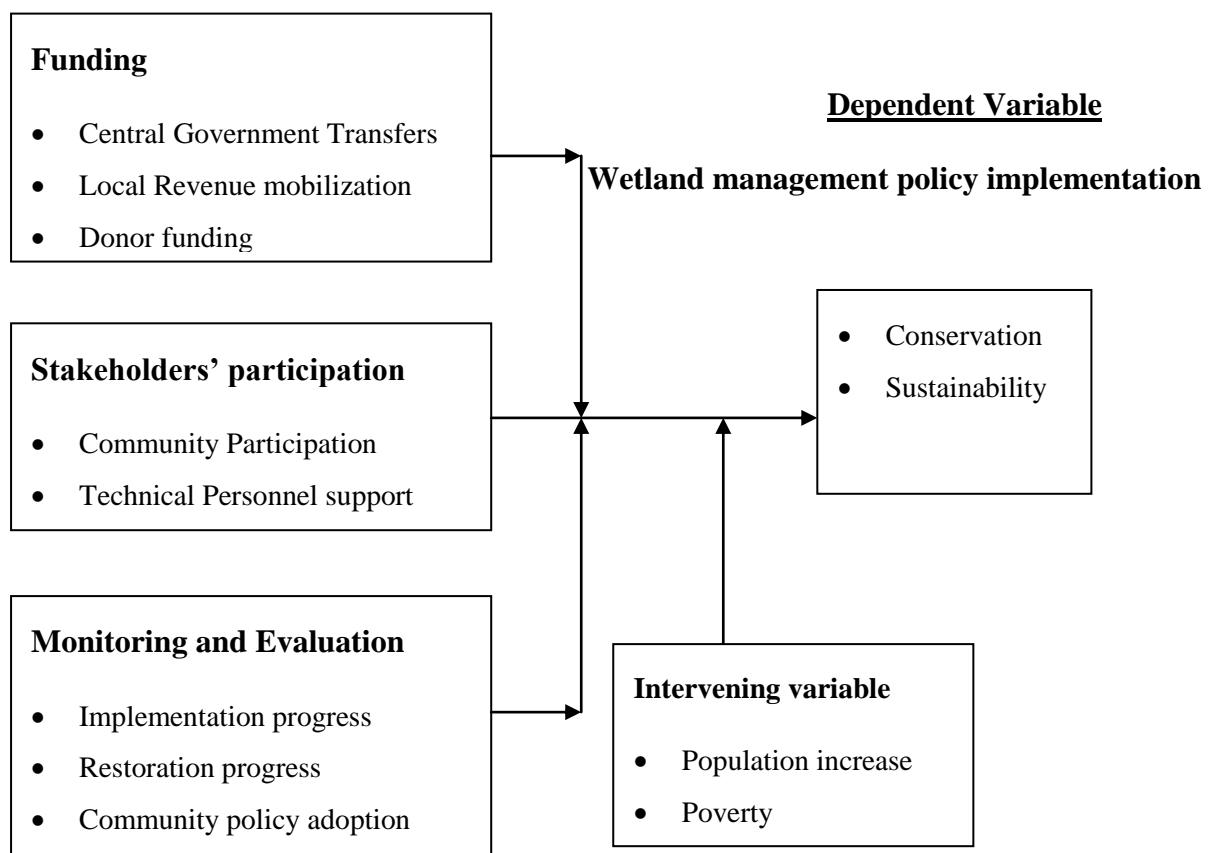 Funding
• Central Government Transfers
• Local Revenue mobilization
• Donor funding
Dependent Variable
Wetland management policy implementation
Stakeholders’ participation
• Community Participation
• Technical Personnel support
• Conservation
• Sustainability
Monitoring and Evaluation
• Implementation progress
• Restoration progress
• Community policy adoption
Intervening variable
• Population increase
• Poverty